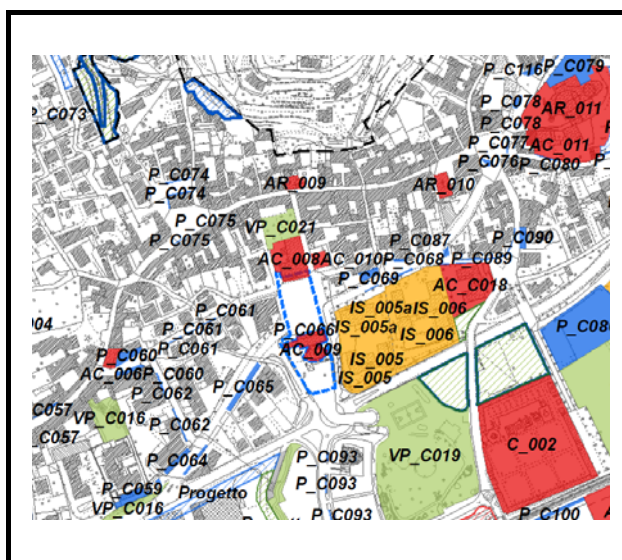 P_C116 P_C079
AR_011
P_C078
P_C078
P_C073
P_C077 AC_011
P_C076 P_C080
P_C074
P_C074
AR_009
AR_010
P_C075
P_C075
VP_C021
P_C087
P_C090
AC_008 AC_010 P_C068 P_C089
P_C069
AC_C018
IS_005a IS_006
P_C061
004
P_C061
P_C066
IS_005a IS_006
P_C061
AC_009
P_C060
IS_005
AC_006 P_C060
IS_005
P_C065
P_C062
C057
VP_C016
P_C062
C057
C_002
P_C064
P_C093
VP_C019
P_C093
P_C059
Progetto
VP_C016
P_C093
P_C100